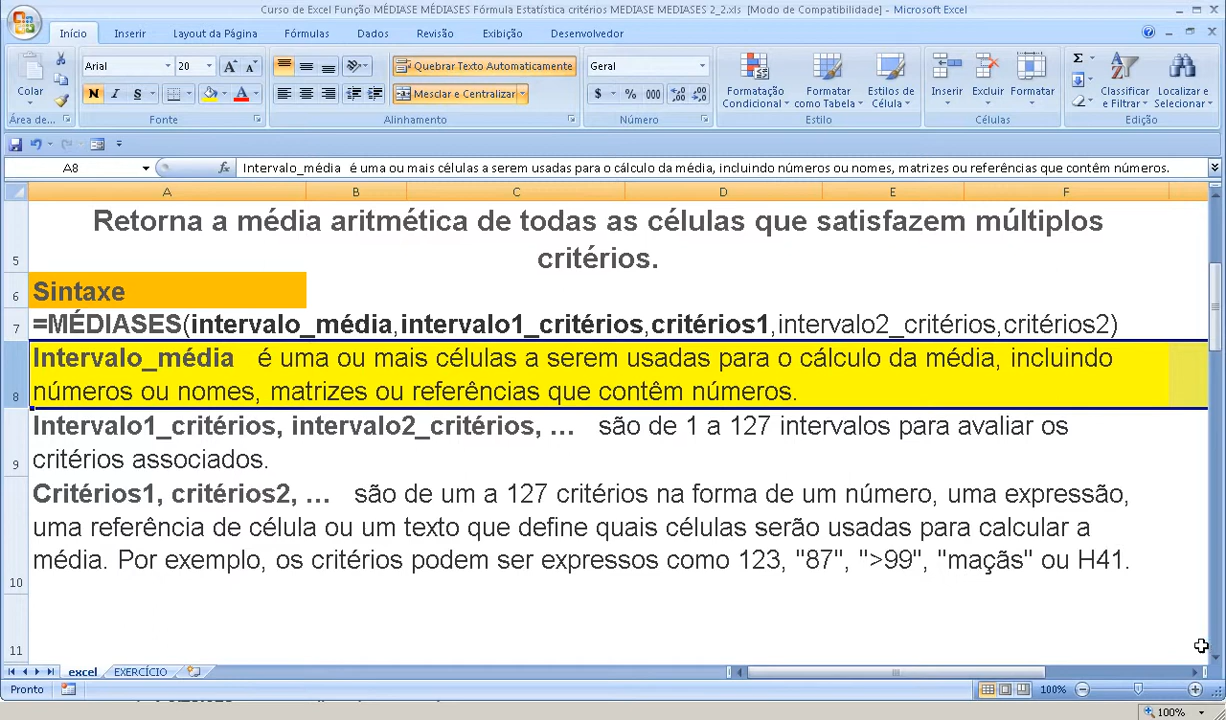 Curso de Excel Função MÉDIASE MÉDIASES Fórmula Estatística critérios MEDIASE MEDIASES 2_2.xls [Modo de Compatibilidade] - Microsoft Excel
Início Inserir Layout da Página Fórmulas Dados Revisão Exibição Desenvolvedor
Arial 20 A A Quebrar Texto Automaticamente Geral
Colar N I S A Mesclar e Centralizar $ % 000 Formatação Condicional Formatar como Tabela Estilos de Célula Inserir Excluir Formatar Σ Classificar e Filtrar Localizar e Selecionar
Área de... Fonte Alinhamento Número Estilo Células Edição
A8 fx Intervalo_média é uma ou mais células a serem usadas para o cálculo da média, incluindo números ou nomes, matrizes ou referências que contêm números.
A B C D E F
Retorna a média aritmética de todas as células que satisfazem múltiplos
5 critérios.
6 Sintaxe
7 =MÉDIASES(intervalo_média,intervalo1_critérios,critérios1,intervalo2_critérios,critérios2)
Intervalo_média é uma ou mais células a serem usadas para o cálculo da média, incluindo
8 números ou nomes, matrizes ou referências que contêm números.
Intervalo1_critérios, intervalo2_critérios, … são de 1 a 127 intervalos para avaliar os
9 critérios associados.
Critérios1, critérios2, … são de um a 127 critérios na forma de um número, uma expressão,
uma referência de célula ou um texto que define quais células serão usadas para calcular a
média. Por exemplo, os critérios podem ser expressos como 123, "87", ">99", "maçãs" ou H41.
10
11
excel EXERCÍCIO
Pronto 100%
100%